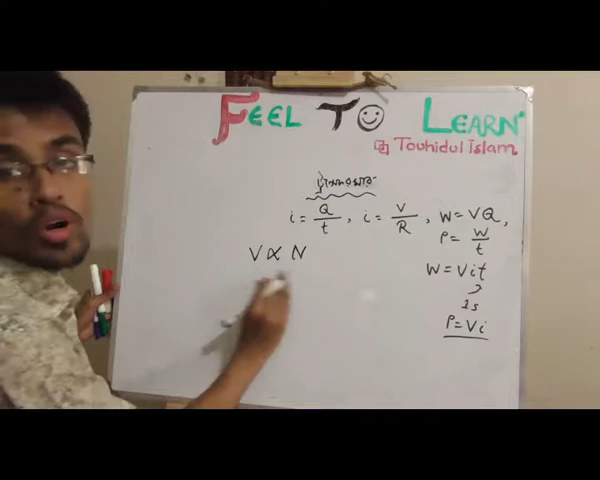 FEEL TO LEARN
Touhidul Islam
i = Q/t , i = V/R , W = VQ,
P = W/t
V ∝ N
W = Vit
1s
P = Vi